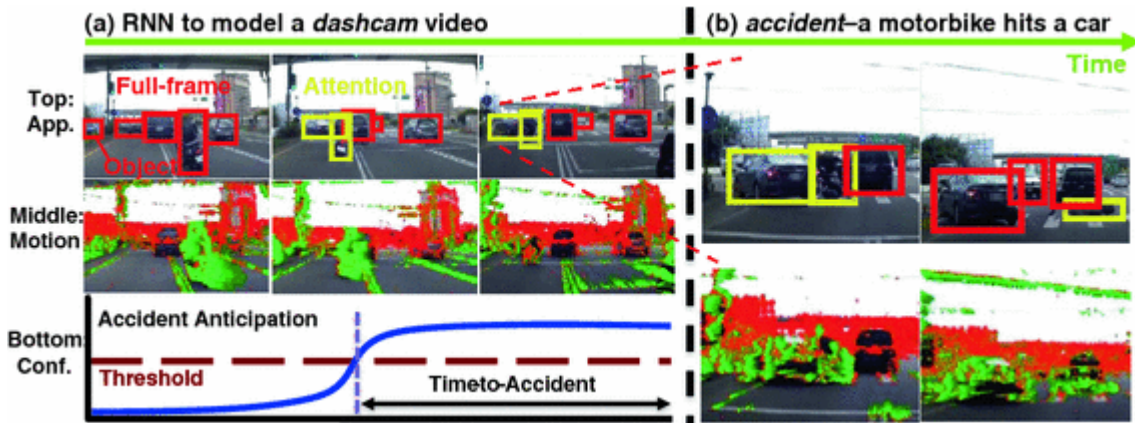 (a) RNN to model a dashcam video
(b) accident–a motorbike hits a car
Time
Top:
App.
Full-frame
Attention
Object
Middle:
Motion
Bottom:
Conf.
Accident Anticipation
Threshold
Timeto-Accident